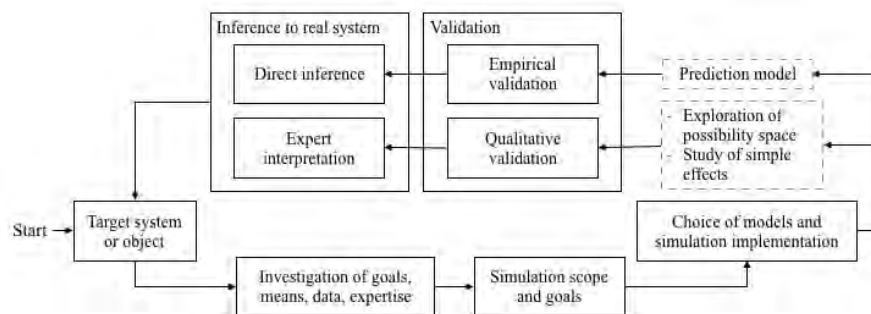 Inference to real system
Validation
Direct inference
Empirical
validation
Prediction model
Expert
interpretation
Qualitative
validation
- Exploration of
possibility space
- Study of simple
effects
Start
Target system
or object
Choice of models and
simulation implementation
Investigation of goals,
means, data, expertise
Simulation scope
and goals